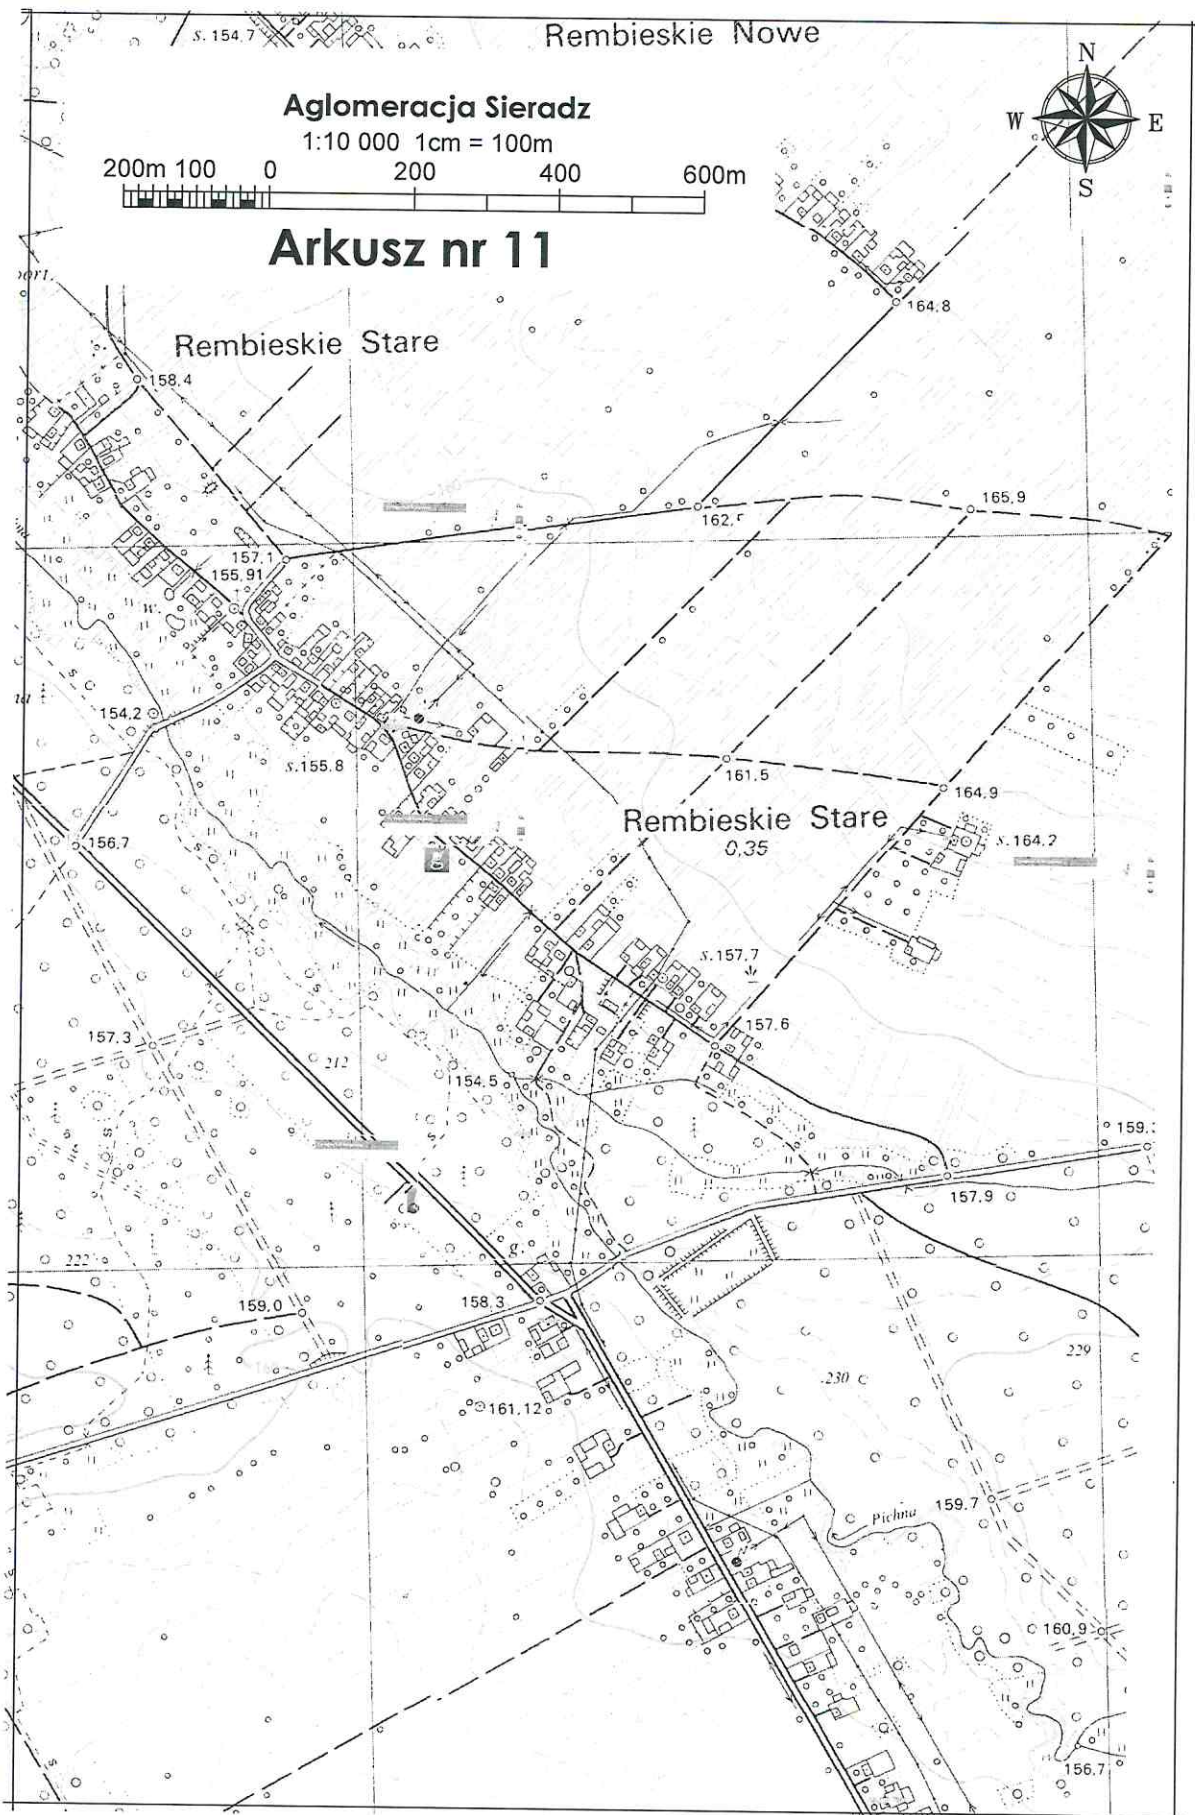 Rembieskie Nowe
s.154.7
N
W E
S
Aglomeracja Sieradz
1:10 000 1cm = 100m
200m 100 0 200 400 600m
Arkusz nr 11
ort.
164.8
Rembieskie Stare
158.4
165,9
162,5
157,1
155,91
w.
154.2
s.155.8
161.5
164.9
Rembieskie Stare
0,35
s.164.2
156.7
s.157.7
157.6
157.3
212
154.5
159.
157.9
222
g.
159.0
158.3
229
230
161,12
159.7
Pichna
160.9
156.7